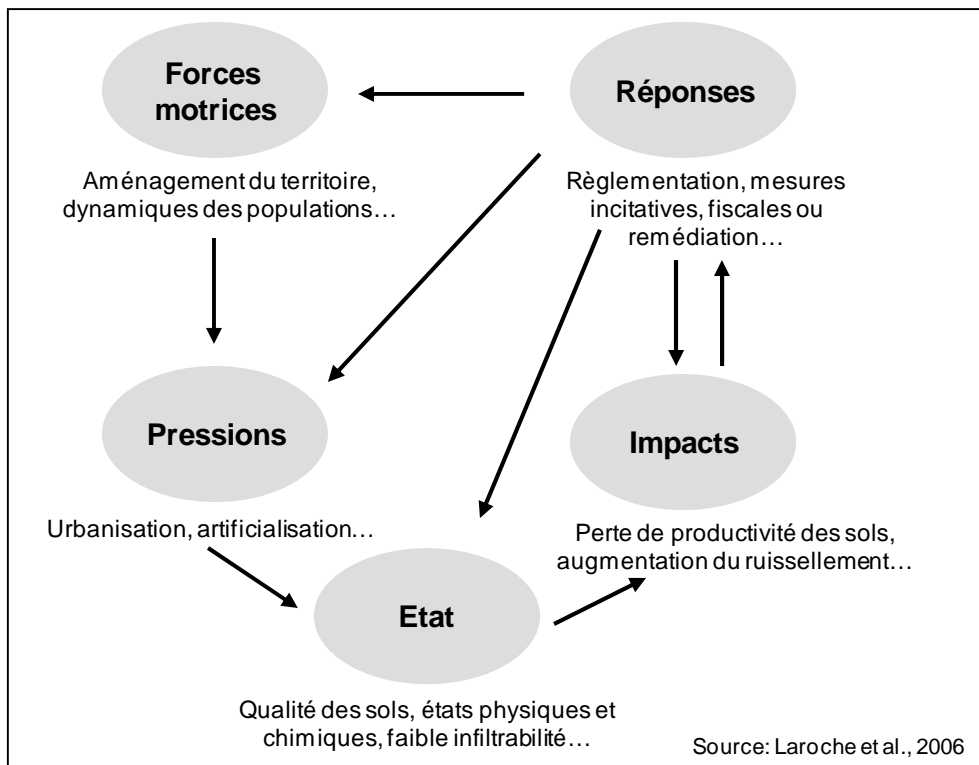 Forces
motrices
Réponses
Aménagement du territoire,
dynamiques des populations…
Règlementation, mesures
incitatives, fiscales ou
remédiation…
Pressions
Impacts
Urbanisation, artificialisation…
Perte de productivité des sols,
augmentation du ruissellement…
Etat
Qualité des sols, états physiques et
chimiques, faible infiltrabilité…
Source: Laroche et al., 2006